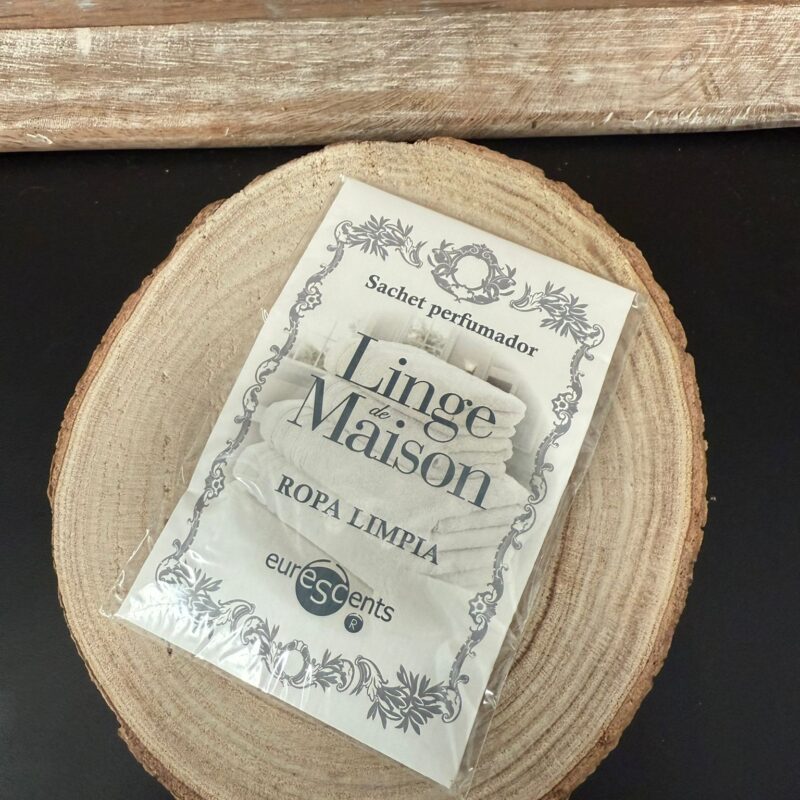 Sachet perfumador
Linge
de
Maison
ROPA LIMPIA
eurescents
R